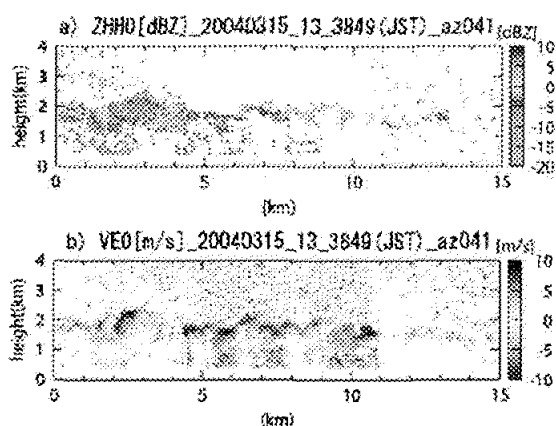 a) ZHHO[dBZ]_20040315_13_3849(JST)_az041 [dBZ]
4
3
2
1
0
height(km)
0 5 10 15
(km)
10
5
0
-5
-10
-15
-20
b) VEO[m/s]_20040315_13_3849(JST)_az041 [m/s]
4
3
2
1
0
height(km)
0 5 10 15
(km)
10
5
0
-5
-10